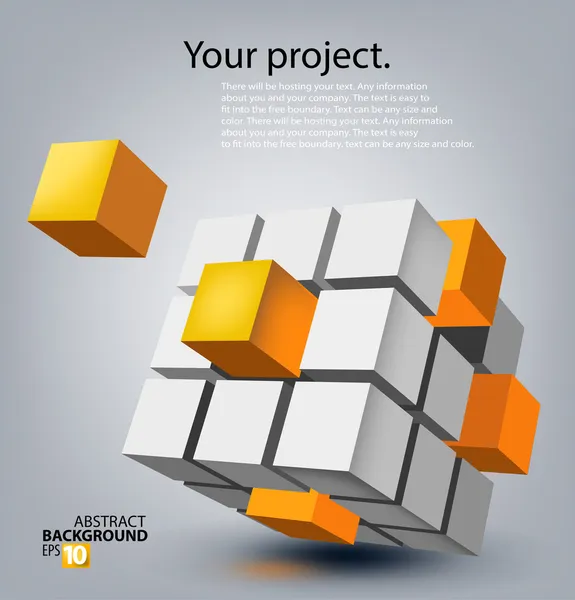 Your project.
There will be hosting your text. Any information
about you and your company. The text is easy to
fit into the free boundary. text can be any size and
color. There will be hosting your text. Any information
about you and your company. The text is easy
to fit into the free boundary. text can be any size and color.
ABSTRACT
BACKGROUND
EPS 10